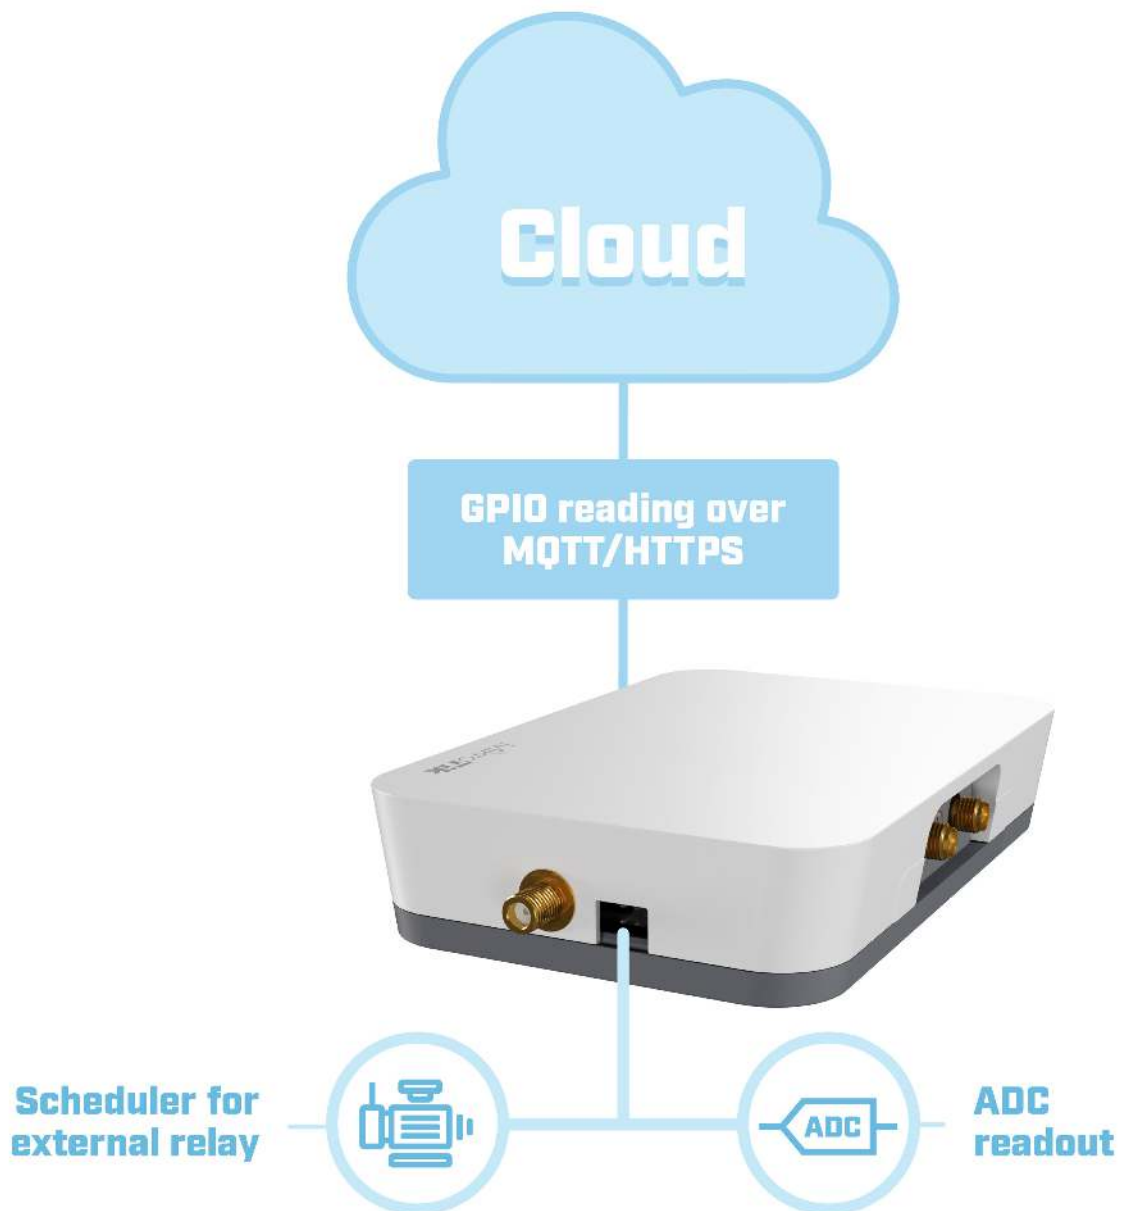 Cloud
GPIO reading over
MQTT/HTTPS
Scheduler for
external relay
ADC
ADC
readout